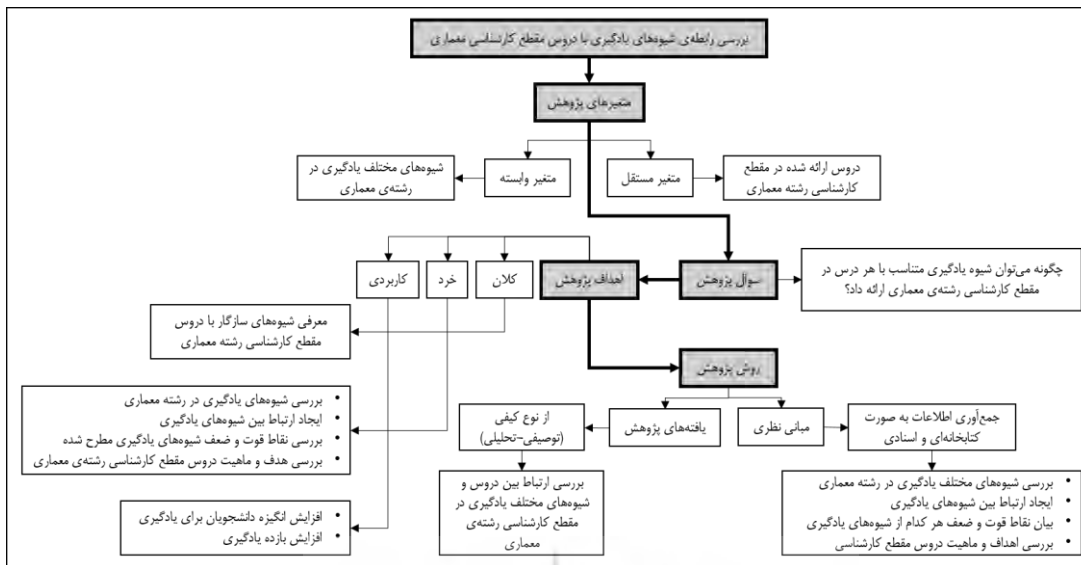 بررسی رابطه‌ی شیوه‌های یادگیری با دروس مقطع کارشناسی معماری
متغیرهای پژوهش
دروس ارائه شده در مقطع
کارشناسی رشته معماری
متغیر مستقل
متغیر وابسته
شیوه‌های مختلف یادگیری در
رشته‌ی معماری
چگونه می‌توان شیوه یادگیری متناسب با هر درس در
مقطع کارشناسی رشته‌ی معماری ارائه داد؟
سوال پژوهش
اهداف پژوهش
کلان
خرد
کاربردی
معرفی شیوه‌های سازگار با دروس
مقطع کارشناسی رشته معماری
• بررسی شیوه‌های یادگیری در رشته معماری
• ایجاد ارتباط بین شیوه‌های یادگیری
• بررسی نقاط قوت و ضعف شیوه‌های یادگیری مطرح شده
• بررسی هدف و ماهیت دروس مقطع کارشناسی رشته‌ی معماری
• افزایش انگیزه دانشجویان برای یادگیری
• افزایش بازده یادگیری
روش پژوهش
مبانی نظری
یافته‌های پژوهش
جمع‌آوری اطلاعات به صورت
کتابخانه‌ای و اسنادی
• بررسی شیوه‌های مختلف یادگیری در رشته معماری
• ایجاد ارتباط بین شیوه‌های یادگیری
• بیان نقاط قوت و ضعف هر کدام از شیوه‌های یادگیری
• بررسی اهداف و ماهیت دروس مقطع کارشناسی
از نوع کیفی
(توصیفی-تحلیلی)
بررسی ارتباط بین دروس و
شیوه‌های مختلف یادگیری در
مقطع کارشناسی رشته‌ی
معماری